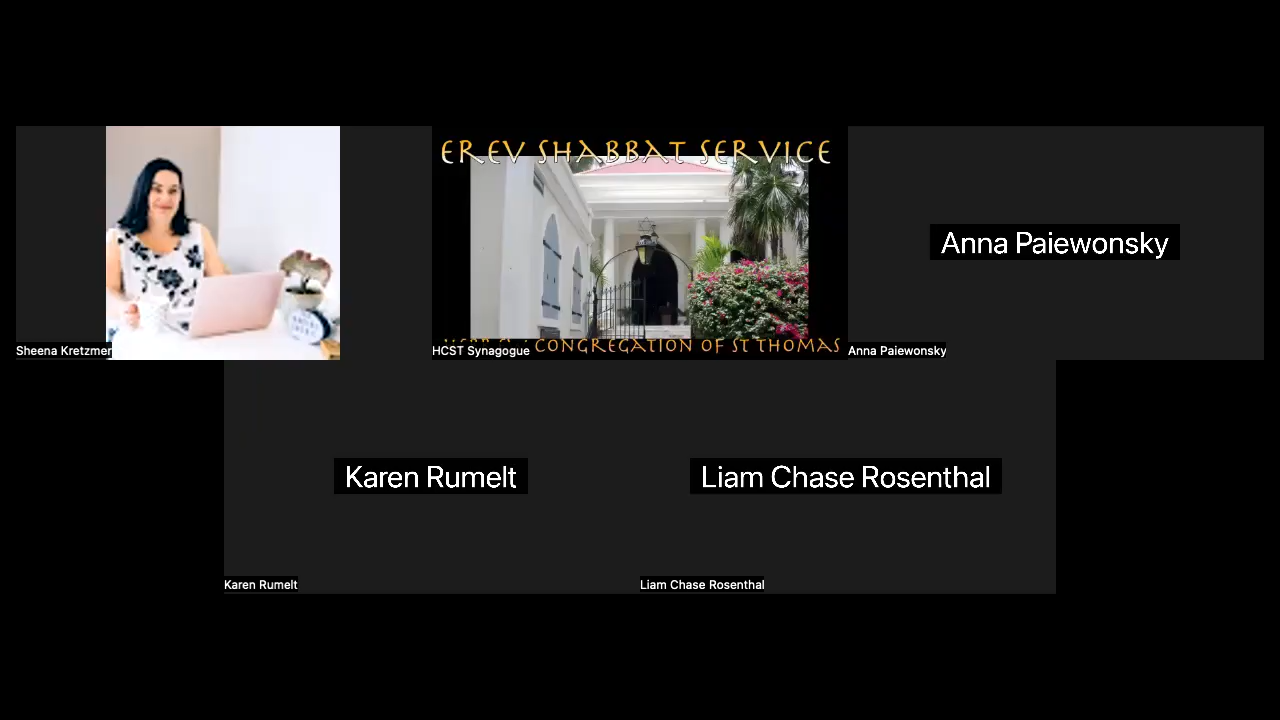 EREV SHABBAT SERVICE
Anna Paiewonsky
CONGREGATION OF ST THOMAS
Sheena Kretzmer
HCST Synagogue
Anna Paiewonsky
Karen Rumelt
Liam Chase Rosenthal
Karen Rumelt
Liam Chase Rosenthal